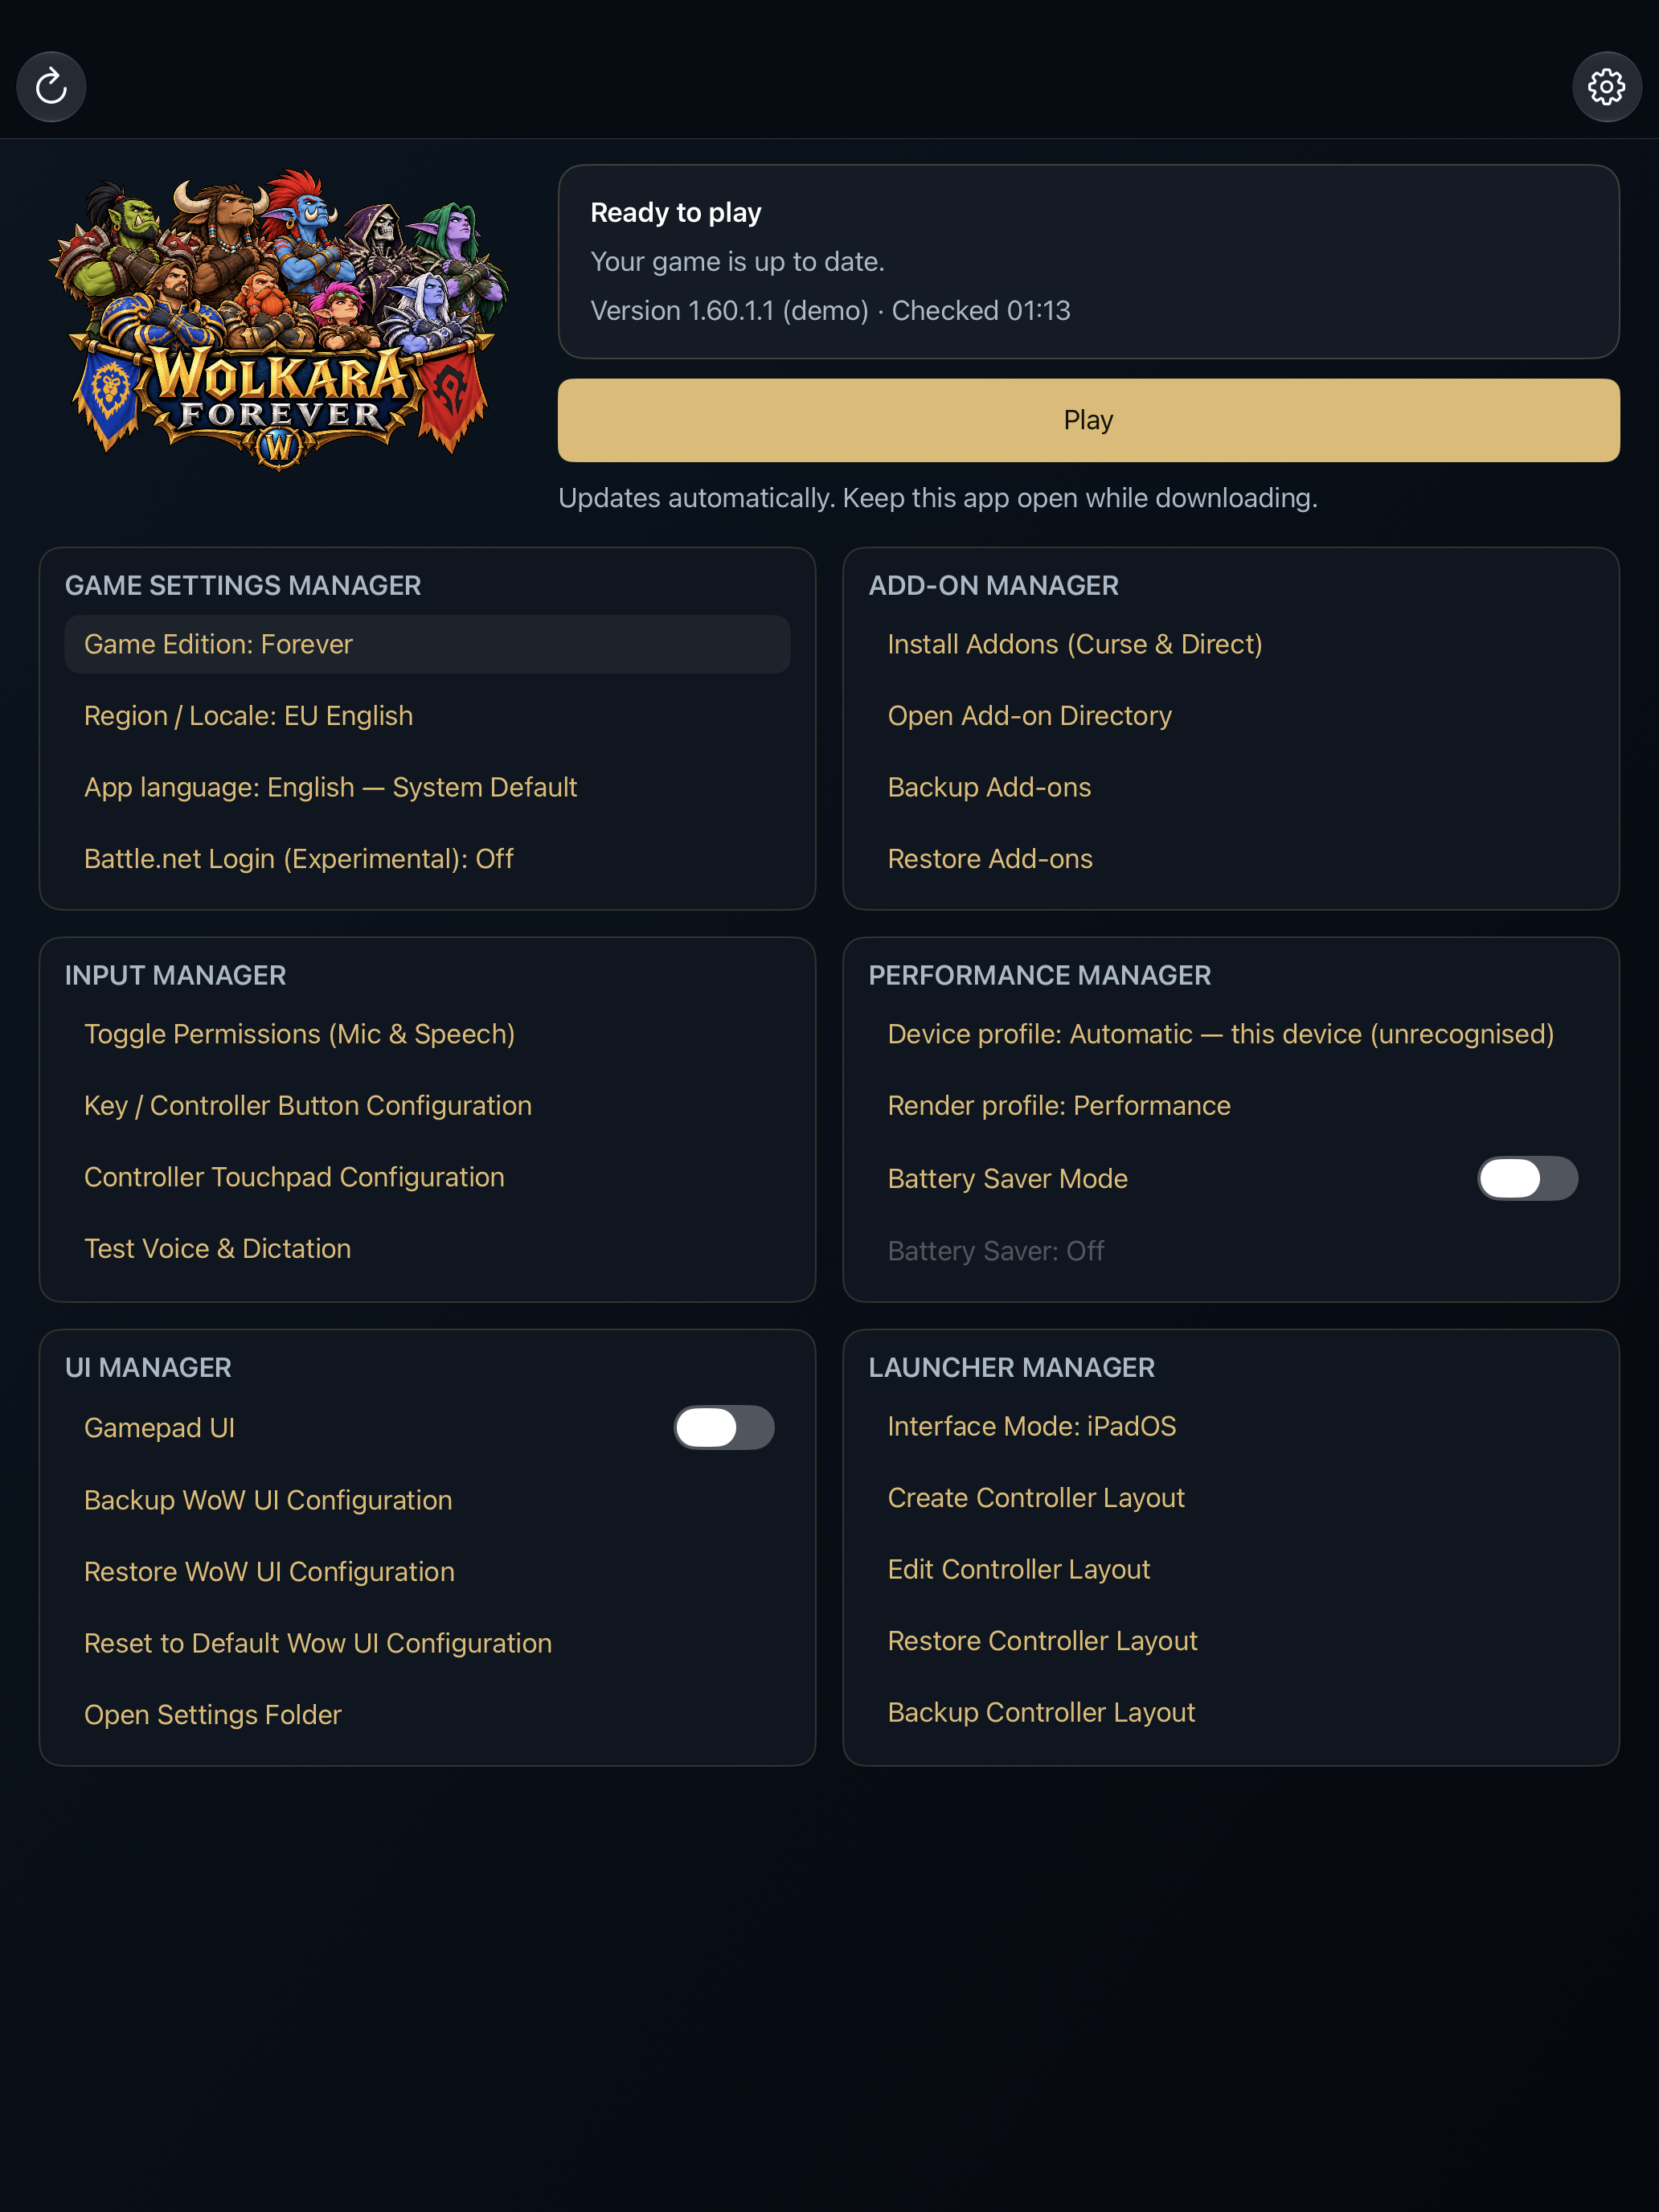 WOLKARA
FOREVER
W
Ready to play
Your game is up to date.
Version 1.60.1.1 (demo) · Checked 01:13
Play
Updates automatically. Keep this app open while downloading.
GAME SETTINGS MANAGER
Game Edition: Forever
Region / Locale: EU English
App language: English — System Default
Battle.net Login (Experimental): Off
ADD-ON MANAGER
Install Addons (Curse & Direct)
Open Add-on Directory
Backup Add-ons
Restore Add-ons
INPUT MANAGER
Toggle Permissions (Mic & Speech)
Key / Controller Button Configuration
Controller Touchpad Configuration
Test Voice & Dictation
PERFORMANCE MANAGER
Device profile: Automatic — this device (unrecognised)
Render profile: Performance
Battery Saver Mode
Battery Saver: Off
UI MANAGER
Gamepad UI
Backup WoW UI Configuration
Restore WoW UI Configuration
Reset to Default Wow UI Configuration
Open Settings Folder
LAUNCHER MANAGER
Interface Mode: iPadOS
Create Controller Layout
Edit Controller Layout
Restore Controller Layout
Backup Controller Layout